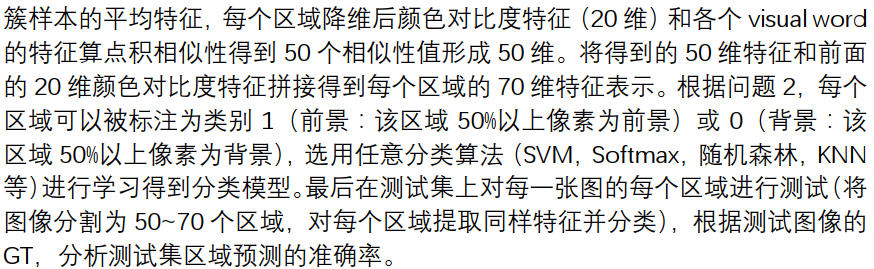 簇样本的平均特征，每个区域降维后颜色对比度特征（20 维）和各个 visual word
的特征算点积相似性得到 50 个相似性值形成 50 维。将得到的 50 维特征和前面
的 20 维颜色对比度特征拼接得到每个区域的 70 维特征表示。根据问题 2，每个
区域可以被标注为类别 1（前景：该区域 50%以上像素为前景）或 0（背景：该
区域 50%以上像素为背景），选用任意分类算法（SVM，Softmax，随机森林，KNN
等）进行学习得到分类模型。最后在测试集上对每一张图的每个区域进行测试（将
图像分割为 50~70 个区域，对每个区域提取同样特征并分类），根据测试图像的
GT，分析测试集区域预测的准确率。